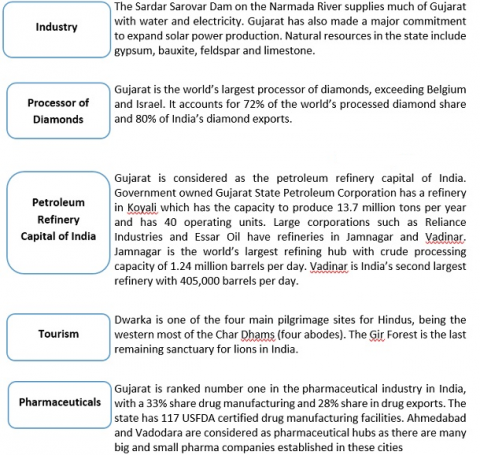 Industry
The Sardar Sarovar Dam on the Narmada River supplies much of Gujarat
with water and electricity. Gujarat has also made a major commitment
to expand solar power production. Natural resources in the state include
gypsum, bauxite, feldspar and limestone.
Processor of
Diamonds
Gujarat is the world's largest processor of diamonds, exceeding Belgium
and Israel. It accounts for 72% of the world's processed diamond share
and 80% of India's diamond exports.
Petroleum
Refinery
Capital of India
Gujarat is considered as the petroleum refinery capital of India.
Government owned Gujarat State Petroleum Corporation has a refinery
in Koyali which has the capacity to produce 13.7 million tons per year
and has 40 operating units. Large corporations such as Reliance
Industries and Essar Oil have refineries in Jamnagar and Vadinar.
Jamnagar is the world's largest refining hub with crude processing
capacity of 1.24 million barrels per day. Vadinar is India's second largest
refinery with 405,000 barrels per day.
Tourism
Dwarka is one of the four main pilgrimage sites for Hindus, being the
western most of the Char Dhams (four abodes). The Gir Forest is the last
remaining sanctuary for lions in India.
Pharmaceuticals
Gujarat is ranked number one in the pharmaceutical industry in India,
with a 33% share drug manufacturing and 28% share in drug exports. The
state has 117 USFDA certified drug manufacturing facilities. Ahmedabad
and Vadodara are considered as pharmaceutical hubs as there are many
big and small pharma companies established in these cities